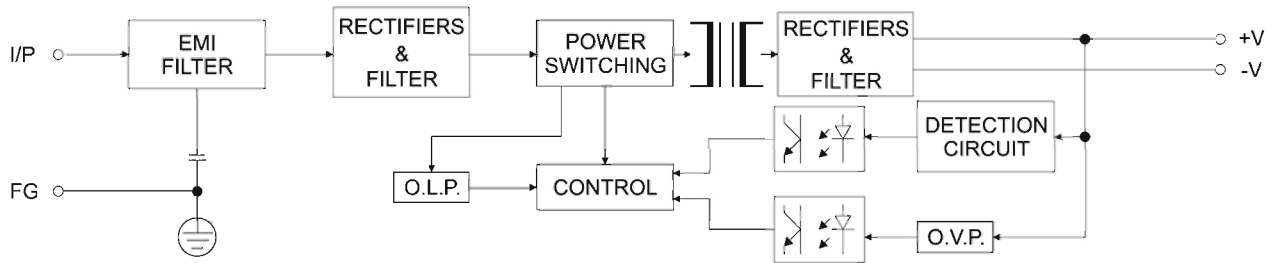 I/P
EMI
FILTER
RECTIFIERS
&
FILTER
POWER
SWITCHING
RECTIFIERS
&
FILTER
+V
-V
DETECTION
CIRCUIT
FG
O.L.P.
CONTROL
O.V.P.